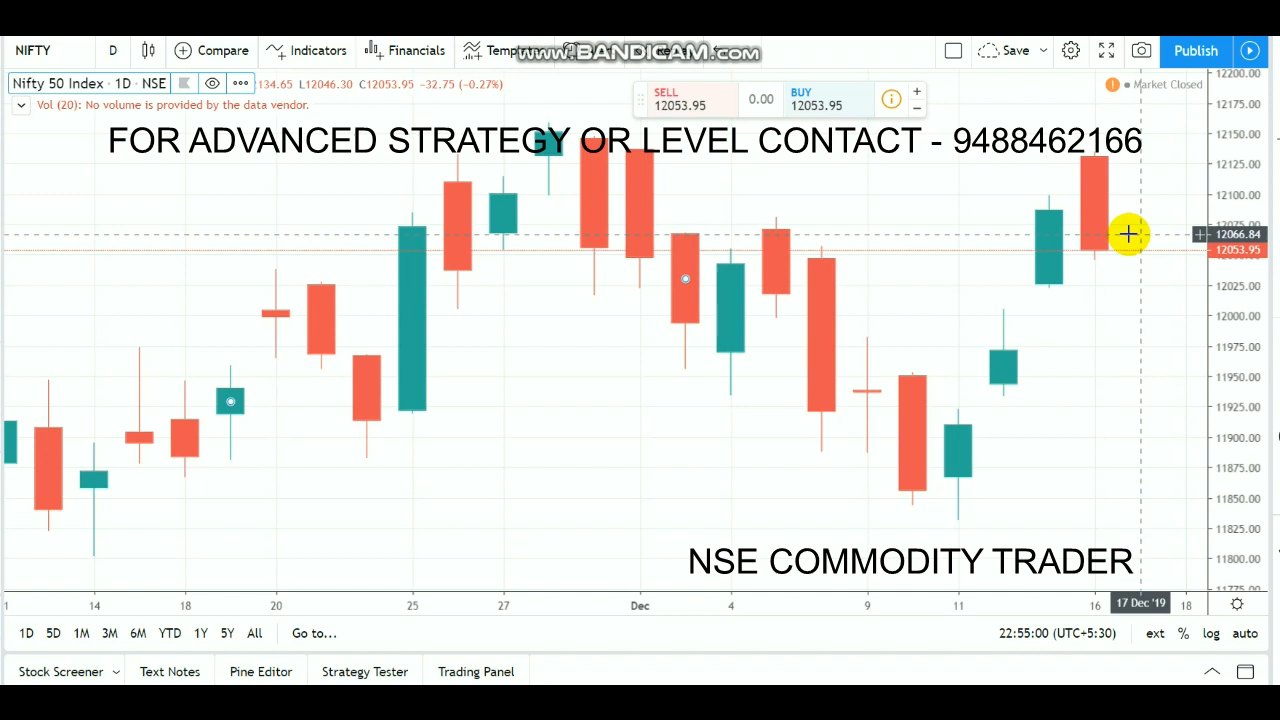 www.BANDICAM.com
NIFTY D Compare Indicators Financials Save Publish
Nifty 50 Index · 1D · NSE 134.65 L12046.30 C12053.95 −32.75 (−0.27%)
SELL 12053.95 0.00 BUY 12053.95
Market Closed
Vol (20): No volume is provided by the data vendor.
FOR ADVANCED STRATEGY OR LEVEL CONTACT - 9488462166
12200.00
12175.00
12150.00
12125.00
12100.00
12075.00
12066.84
12053.95
12025.00
12000.00
11975.00
11950.00
11925.00
11900.00
11875.00
11850.00
11825.00
11800.00
11775.00
NSE COMMODITY TRADER
14 18 20 25 27 Dec 4 9 11 16 17 Dec '19 18
1D 5D 1M 3M 6M YTD 1Y 5Y All Go to... 22:55:00 (UTC+5:30) ext % log auto
Stock Screener Text Notes Pine Editor Strategy Tester Trading Panel